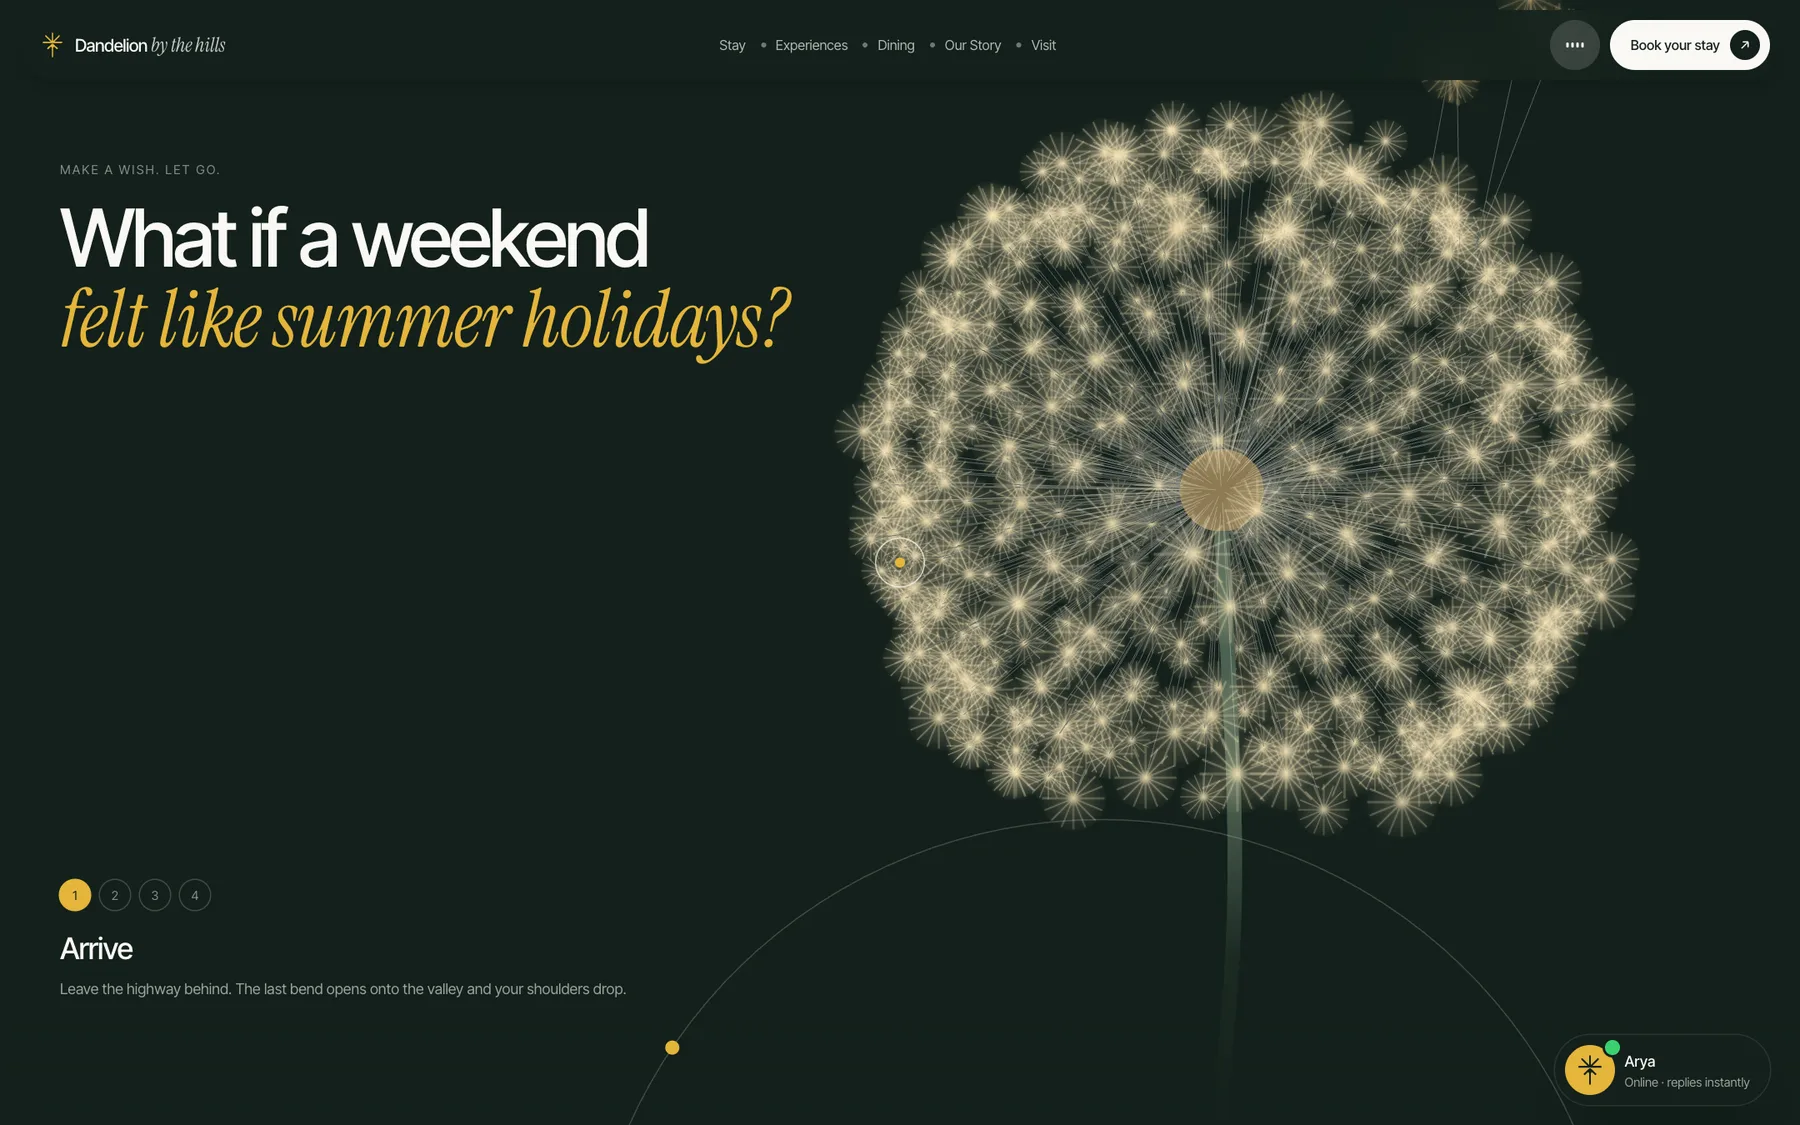 Dandelion by the hills
Stay • Experiences • Dining • Our Story • Visit
Book your stay
MAKE A WISH. LET GO.
What if a weekend
felt like summer holidays?
1 2 3 4
Arrive
Leave the highway behind. The last bend opens onto the valley and your shoulders drop.
Arya
Online · replies instantly